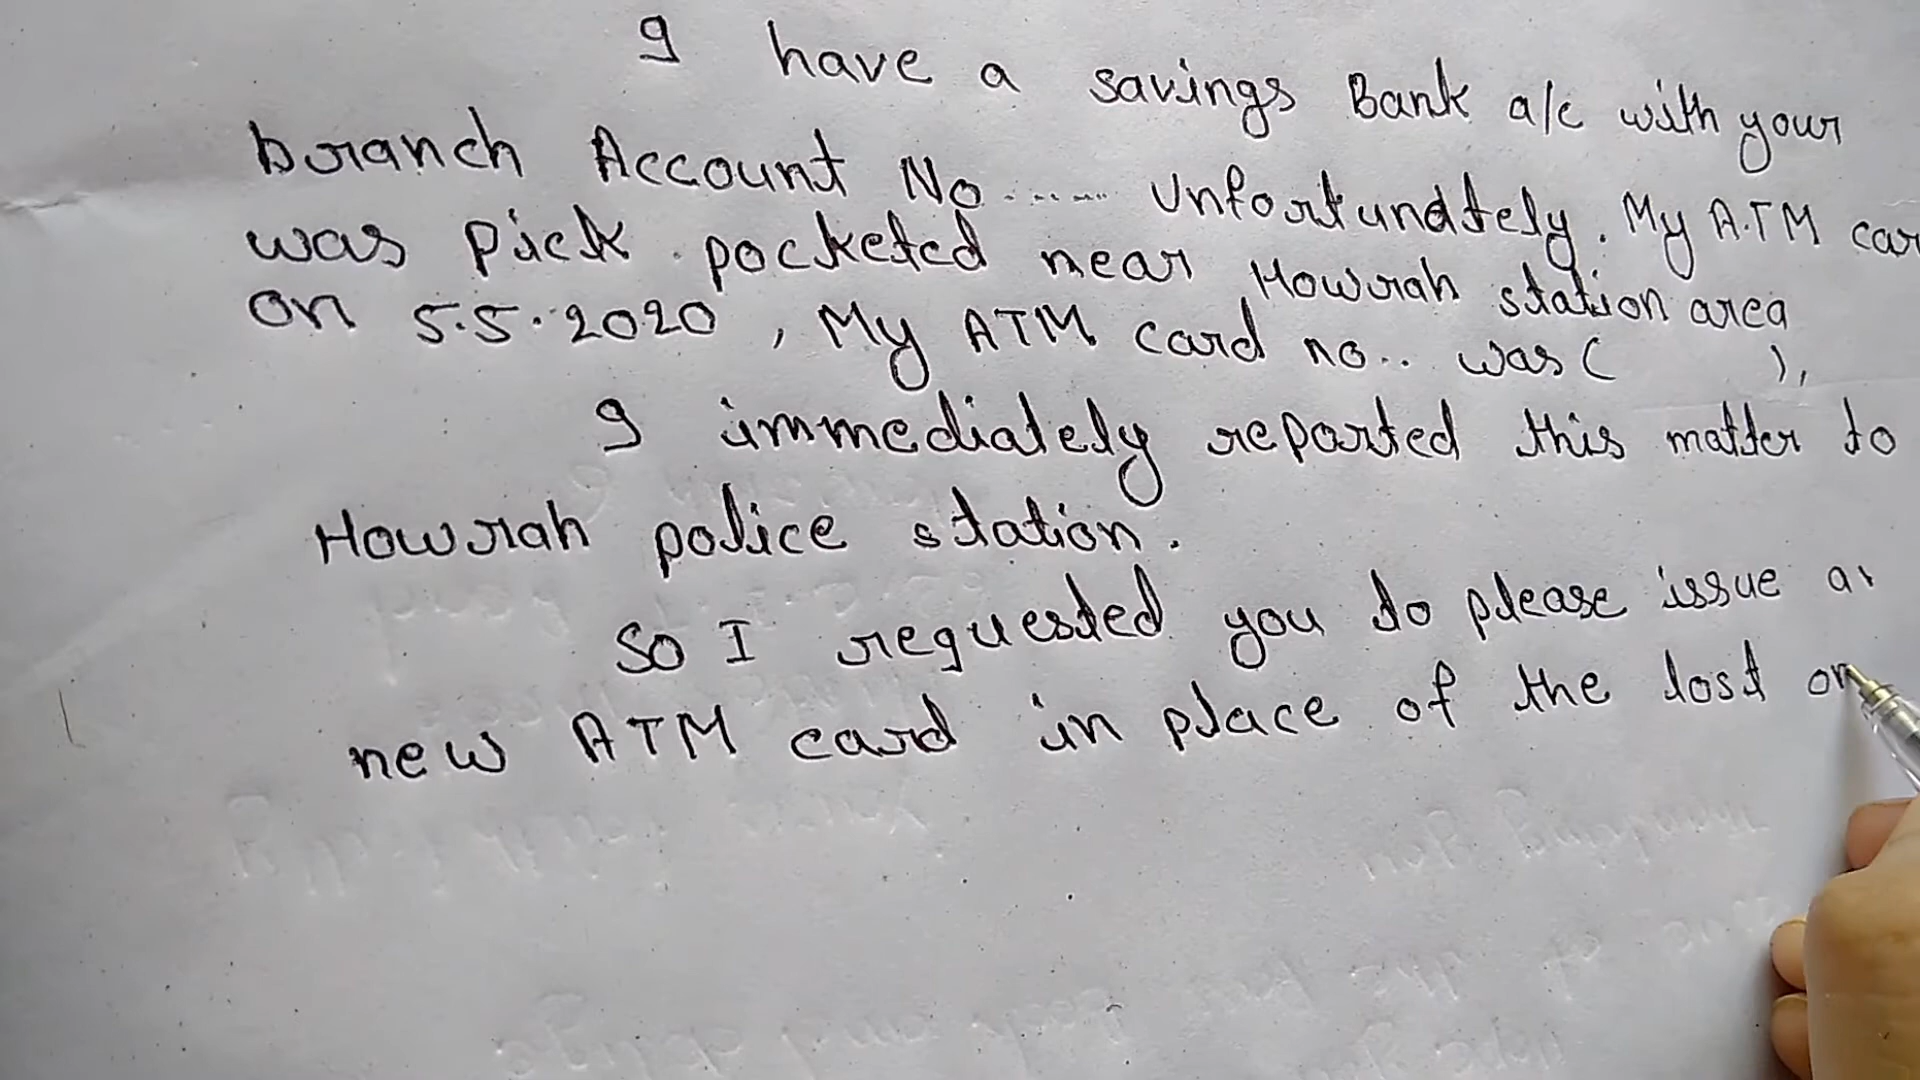 I have a savings Bank a/c with your
branch Account No........ Unfortunately. My A.TM car
was pick pocketed near Howrah station area
on 5.5.2020, My ATM card no.. was (        ),
I immediately reported this matter to
Howrah police station.
So I requested you to please issue a
new ATM card in place of the lost on